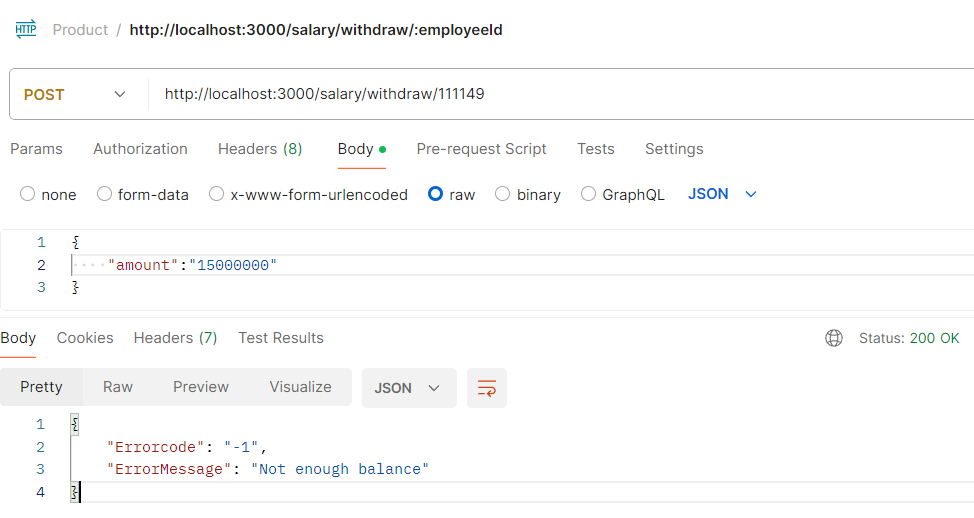 HTTP Product / http://localhost:3000/salary/withdraw/:employeeId
POST http://localhost:3000/salary/withdraw/111149
Params Authorization Headers (8) Body Pre-request Script Tests Settings
none form-data x-www-form-urlencoded raw binary GraphQL JSON
1 {
2 "amount":"15000000"
3 }
Body Cookies Headers (7) Test Results Status: 200 OK
Pretty Raw Preview Visualize JSON
1 {
2 "Errorcode": "-1",
3 "ErrorMessage": "Not enough balance"
4 }